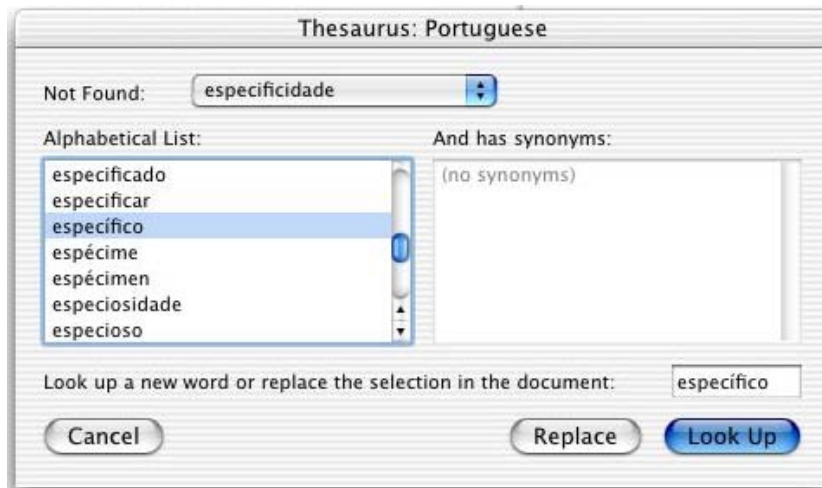 Thesaurus: Portuguese
Not Found: especificidade
Alphabetical List: And has synonyms:
especificado (no synonyms)
especificar
específico
espécime
espécimen
especiosidade
especioso
Look up a new word or replace the selection in the document: específico
Cancel Replace Look Up